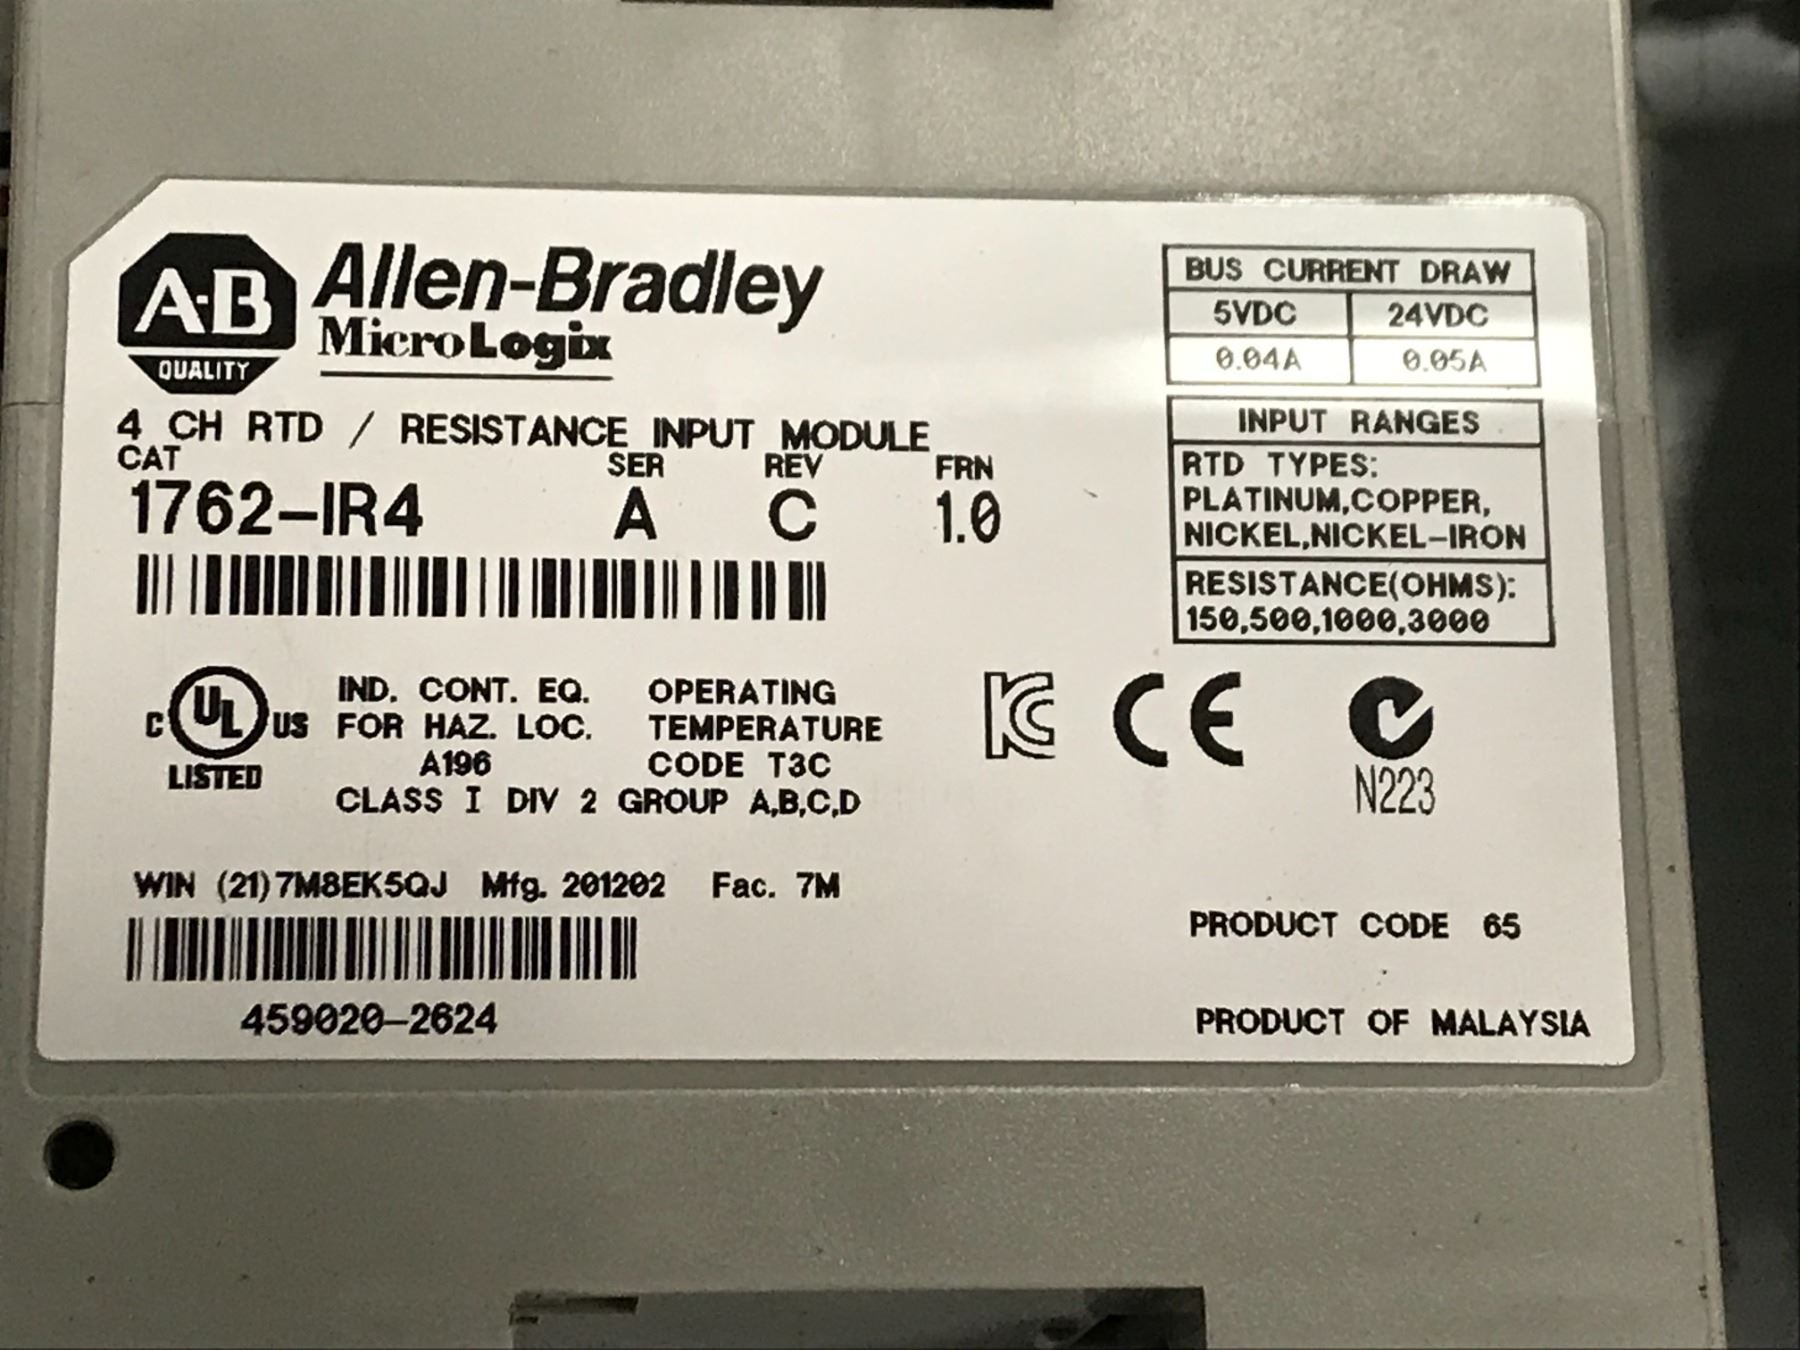 A-B
QUALITY
Allen-Bradley
MicroLogix
4 CH RTD / RESISTANCE INPUT MODULE
CAT SER REV FRN
1762-IR4 A C 1.0
BUS CURRENT DRAW
5VDC 24VDC
0.04A 0.05A
INPUT RANGES
RTD TYPES:
PLATINUM,COPPER,
NICKEL,NICKEL-IRON
RESISTANCE(OHMS):
150,500,1000,3000
C UL US
LISTED
IND. CONT. EQ.
FOR HAZ. LOC.
A196
OPERATING
TEMPERATURE
CODE T3C
CLASS I DIV 2 GROUP A,B,C,D
KC CE
N223
WIN (21)7M8EK5QJ Mfg. 201202 Fac. 7M
459020-2624
PRODUCT CODE 65
PRODUCT OF MALAYSIA